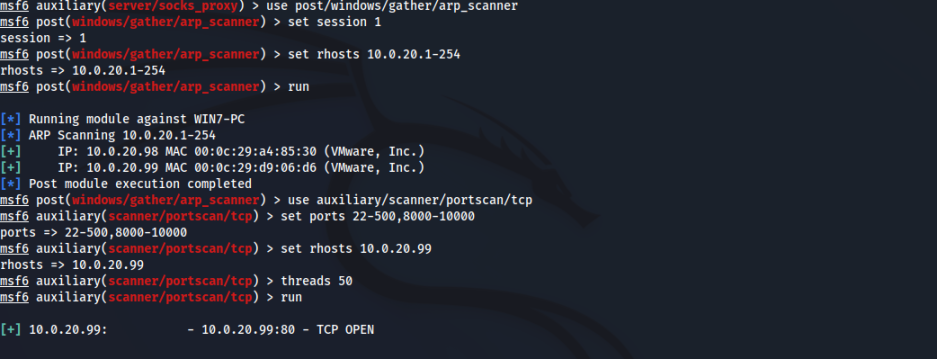 msf6 auxiliary(server/socks_proxy) > use post/windows/gather/arp_scanner
msf6 post(windows/gather/arp_scanner) > set session 1
session => 1
msf6 post(windows/gather/arp_scanner) > set rhosts 10.0.20.1-254
rhosts => 10.0.20.1-254
msf6 post(windows/gather/arp_scanner) > run
[*] Running module against WIN7-PC
[*] ARP Scanning 10.0.20.1-254
[+]     IP: 10.0.20.98 MAC 00:0c:29:a4:85:30 (VMware, Inc.)
[+]     IP: 10.0.20.99 MAC 00:0c:29:d9:06:d6 (VMware, Inc.)
[*] Post module execution completed
msf6 post(windows/gather/arp_scanner) > use auxiliary/scanner/portscan/tcp
msf6 auxiliary(scanner/portscan/tcp) > set ports 22-500,8000-10000
ports => 22-500,8000-10000
msf6 auxiliary(scanner/portscan/tcp) > set rhosts 10.0.20.99
rhosts => 10.0.20.99
msf6 auxiliary(scanner/portscan/tcp) > threads 50
msf6 auxiliary(scanner/portscan/tcp) > run
[+] 10.0.20.99:          - 10.0.20.99:80 - TCP OPEN